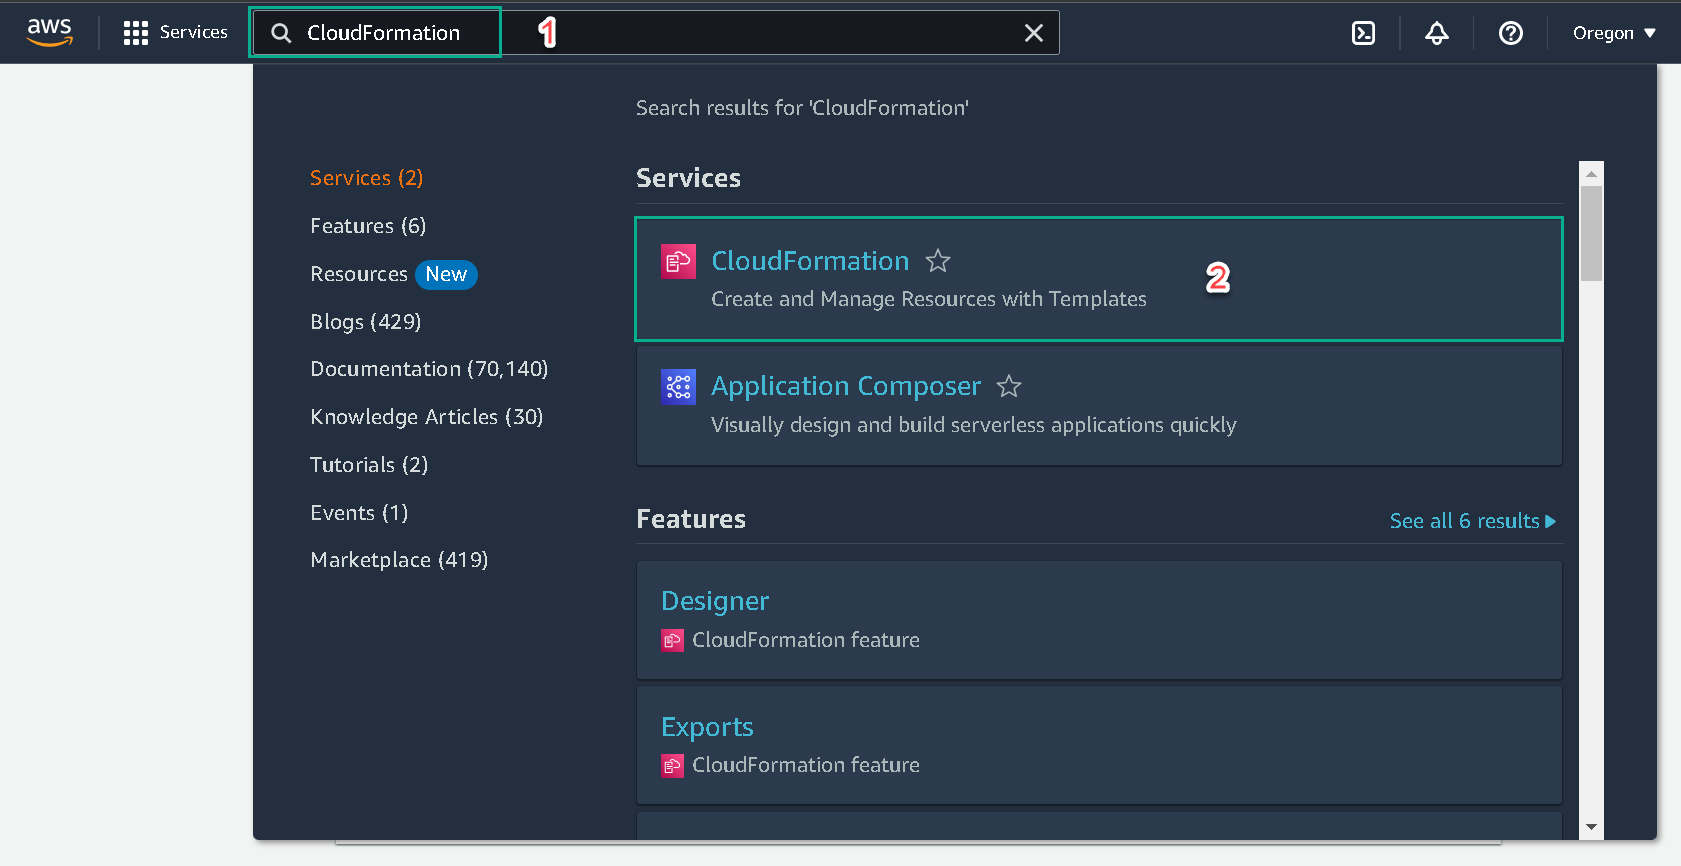 aws
Services
CloudFormation
1
Oregon
Search results for 'CloudFormation'
Services (2)
Features (6)
Resources New
Blogs (429)
Documentation (70,140)
Knowledge Articles (30)
Tutorials (2)
Events (1)
Marketplace (419)
Services
CloudFormation
Create and Manage Resources with Templates
2
Application Composer
Visually design and build serverless applications quickly
Features
See all 6 results
Designer
CloudFormation feature
Exports
CloudFormation feature